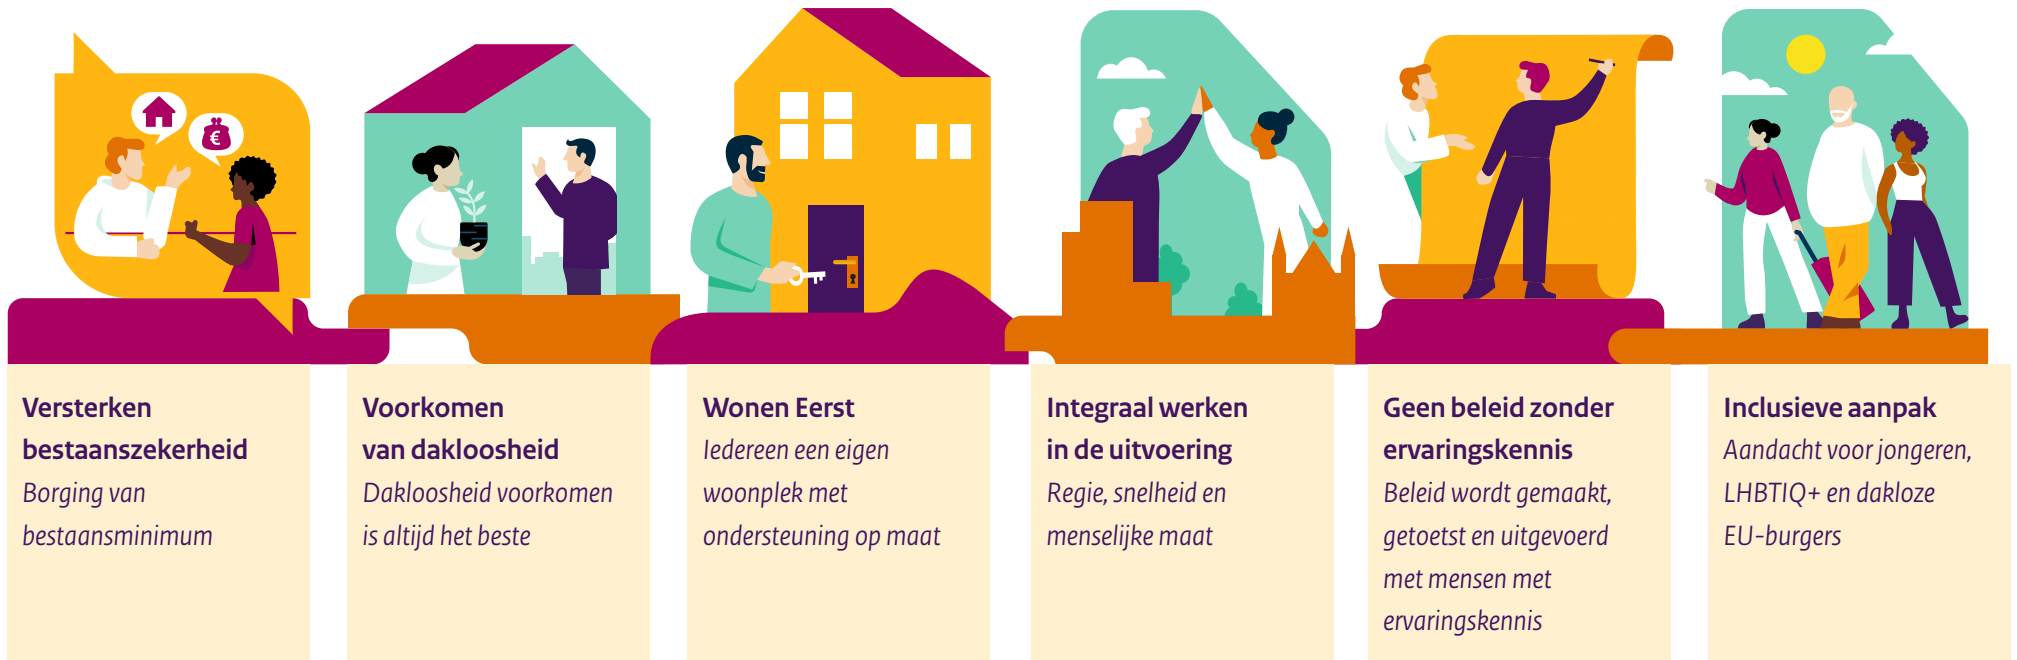 €
Versterken
bestaanszekerheid
Borging van
bestaansminimum
Voorkomen
van dakloosheid
Dakloosheid voorkomen
is altijd het beste
Wonen Eerst
Iedereen een eigen
woonplek met
ondersteuning op maat
Integraal werken
in de uitvoering
Regie, snelheid en
menselijke maat
Geen beleid zonder
ervaringskennis
Beleid wordt gemaakt,
getoetst en uitgevoerd
met mensen met
ervaringskennis
Inclusieve aanpak
Aandacht voor jongeren,
LHBTIQ+ en dakloze
EU-burgers